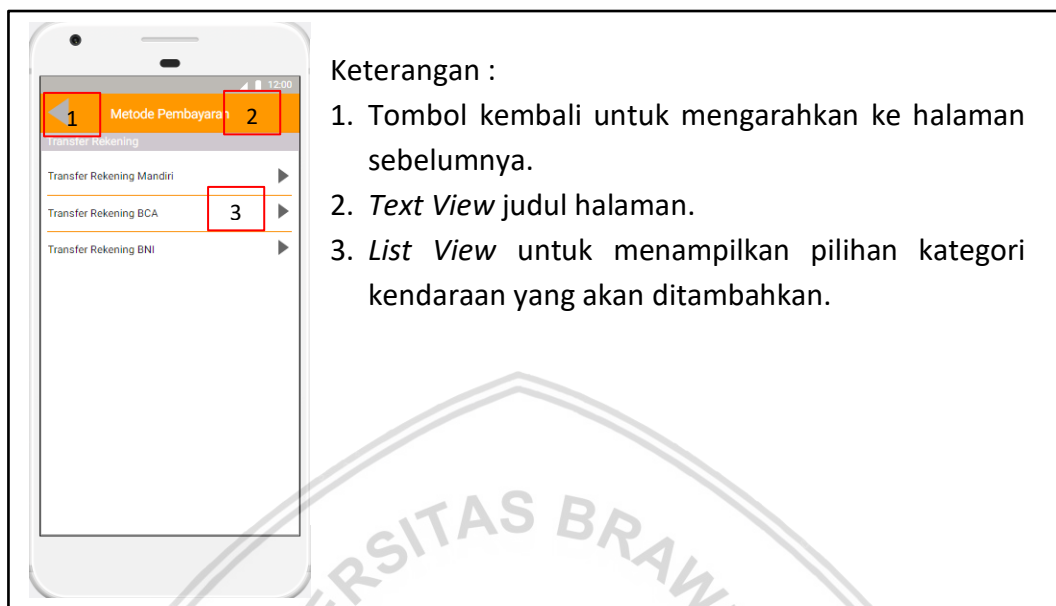 12:00
1
Metode Pembayaran
2
Transfer Rekening
Transfer Rekening Mandiri
Transfer Rekening BCA
3
Transfer Rekening BNI
Keterangan :
1. Tombol kembali untuk mengarahkan ke halaman
sebelumnya.
2. Text View judul halaman.
3. List View untuk menampilkan pilihan kategori
kendaraan yang akan ditambahkan.
RSITAS BRAW